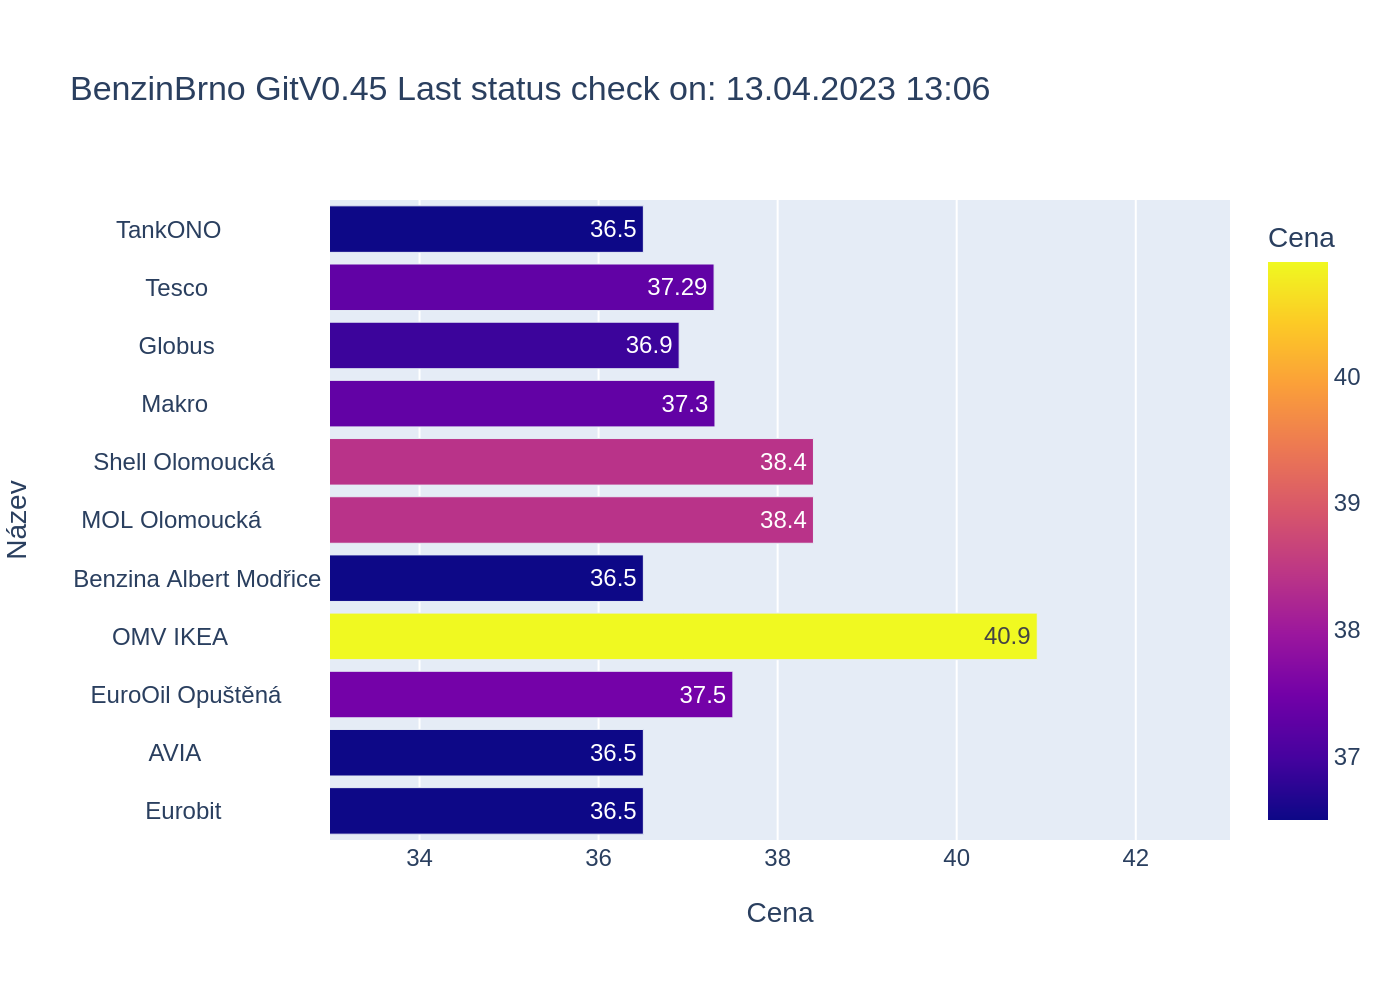 BenzinBrno GitV0.45 Last status check on: 13.04.2023 13:06
TankONO 36.5
Tesco 37.29
Globus 36.9
Makro 37.3
Shell Olomoucká 38.4
MOL Olomoucká 38.4
Benzina Albert Modřice 36.5
OMV IKEA 40.9
EuroOil Opuštěná 37.5
AVIA 36.5
Eurobit 36.5
34 36 38 40 42
Cena
Název
Cena
40
39
38
37